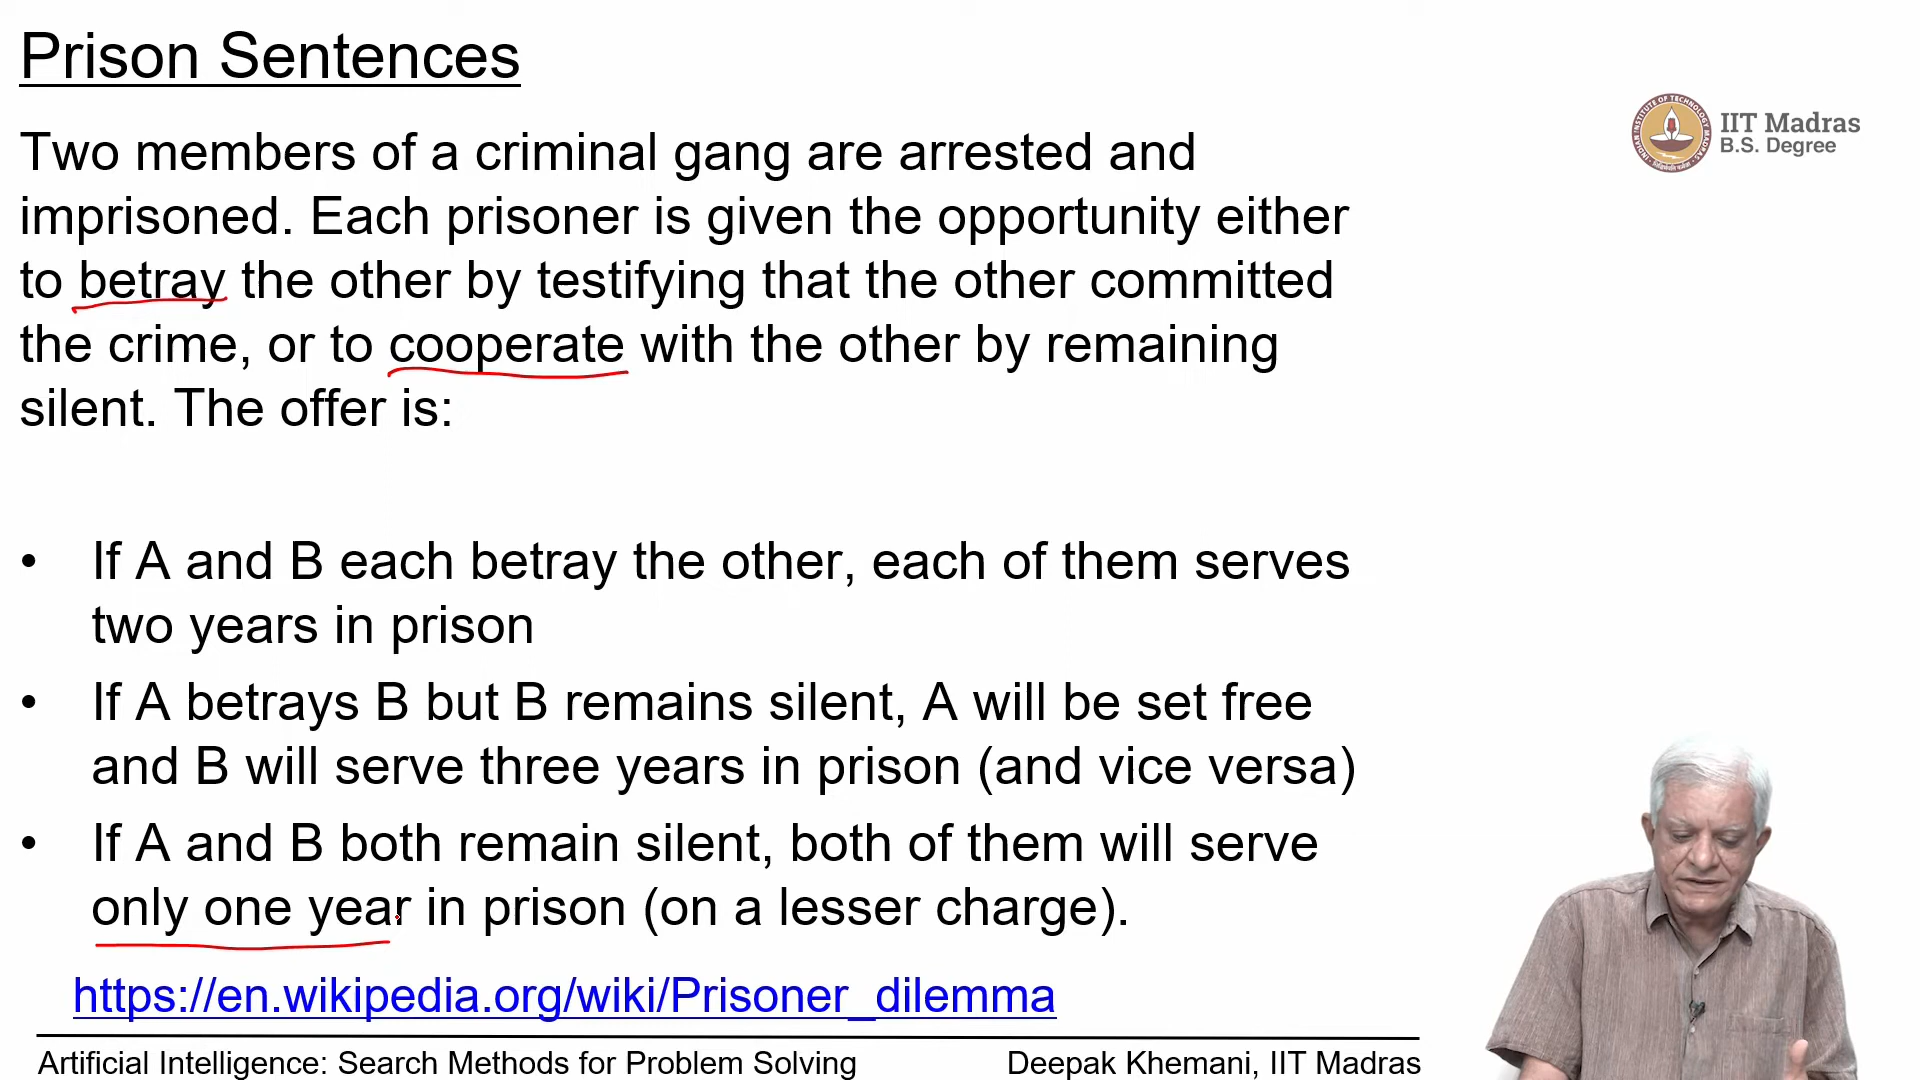 Prison Sentences
IIT Madras
B.S. Degree
Two members of a criminal gang are arrested and
imprisoned. Each prisoner is given the opportunity either
to betray the other by testifying that the other committed
the crime, or to cooperate with the other by remaining
silent. The offer is:
• If A and B each betray the other, each of them serves
two years in prison
• If A betrays B but B remains silent, A will be set free
and B will serve three years in prison (and vice versa)
• If A and B both remain silent, both of them will serve
only one year in prison (on a lesser charge).
https://en.wikipedia.org/wiki/Prisoner_dilemma
Artificial Intelligence: Search Methods for Problem Solving
Deepak Khemani, IIT Madras